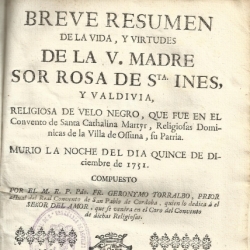 BREVE RESUMEN
DE LA VIDA, Y VIRTUDES
DE LA V. MADRE
SOR ROSA DE STA. INES,
Y VALDIVIA,
RELIGIOSA DE VELO NEGRO, QUE FUE EN EL
Convento de Santa Cathalina Martyr, Religiosas Domi-
nicas de la Villa de Ossuna, su Patria.
MURIO LA NOCHE DEL DIA QUINCE DE DI-
ciembre de 1751.
COMPUESTO
POR EL M. R. P. Pdo. FR. GERONYMO TORRALBO, PRIOR
actual del Real Convento de San Pablo de Cordoba, quien lo dedica à el
SEÑOR DEL AMOR, que se venera en el Coro del Convento
de dichas Religiosas.